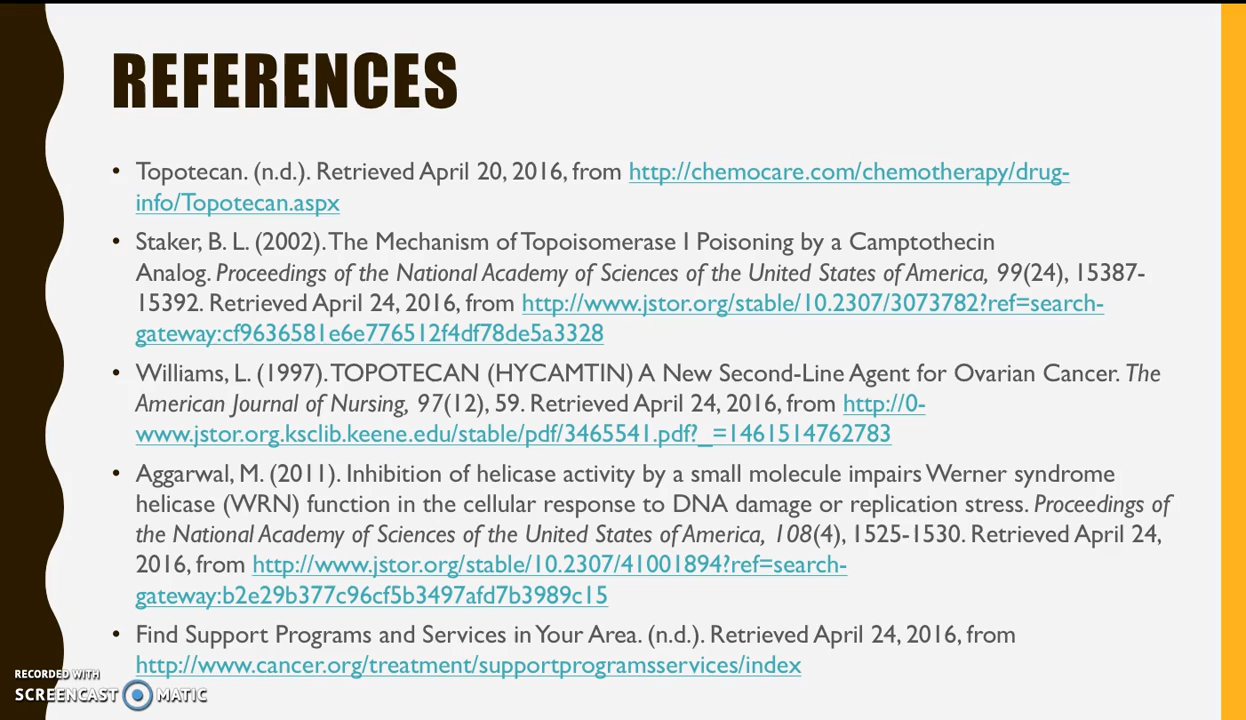 REFERENCES
• Topotecan. (n.d.). Retrieved April 20, 2016, from http://chemocare.com/chemotherapy/drug-
info/Topotecan.aspx
• Staker, B. L. (2002). The Mechanism of Topoisomerase I Poisoning by a Camptothecin
Analog. Proceedings of the National Academy of Sciences of the United States of America, 99(24), 15387-
15392. Retrieved April 24, 2016, from http://www.jstor.org/stable/10.2307/3073782?ref=search-
gateway:cf9636581e6e776512f4df78de5a3328
• Williams, L. (1997). TOPOTECAN (HYCAMTIN) A New Second-Line Agent for Ovarian Cancer. The
American Journal of Nursing, 97(12), 59. Retrieved April 24, 2016, from http://0-
www.jstor.org.ksclib.keene.edu/stable/pdf/3465541.pdf?_=1461514762783
• Aggarwal, M. (2011). Inhibition of helicase activity by a small molecule impairs Werner syndrome
helicase (WRN) function in the cellular response to DNA damage or replication stress. Proceedings of
the National Academy of Sciences of the United States of America, 108(4), 1525-1530. Retrieved April 24,
2016, from http://www.jstor.org/stable/10.2307/41001894?ref=search-
gateway:b2e29b377c96cf5b3497afd7b3989c15
• Find Support Programs and Services in Your Area. (n.d.). Retrieved April 24, 2016, from
http://www.cancer.org/treatment/supportprogramsservices/index
RECORDED WITH
SCREENCAST MATIC